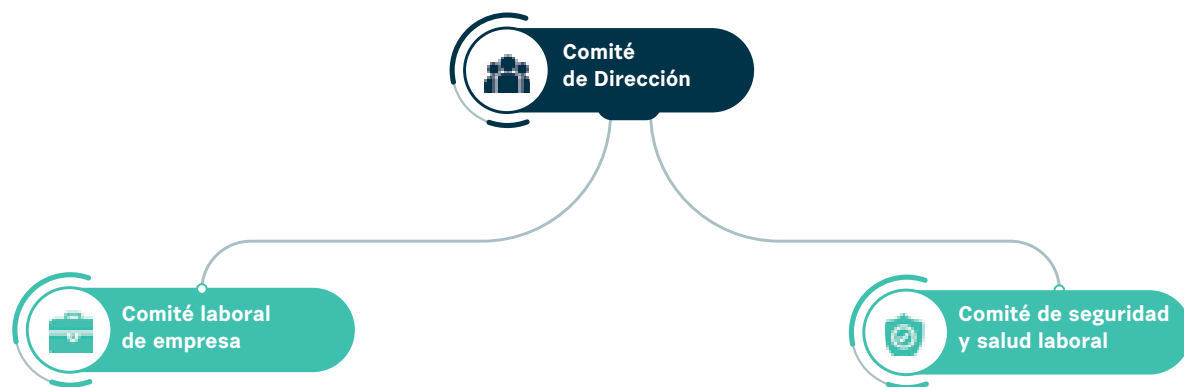 Comité
de Dirección
Comité laboral
de empresa
Comité de seguridad
y salud laboral